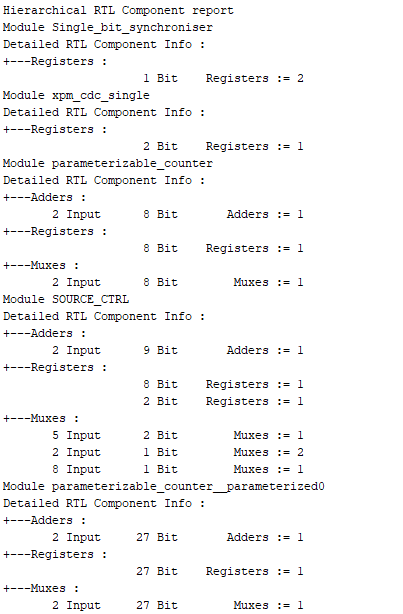 Hierarchical RTL Component report
Module Single_bit_synchroniser
Detailed RTL Component Info :
+---Registers :
                     1 Bit    Registers := 2
Module xpm_cdc_single
Detailed RTL Component Info :
+---Registers :
                     2 Bit    Registers := 1
Module parameterizable_counter
Detailed RTL Component Info :
+---Adders :
       2 Input      8 Bit       Adders := 1
+---Registers :
                     8 Bit    Registers := 1
+---Muxes :
       2 Input      8 Bit        Muxes := 1
Module SOURCE_CTRL
Detailed RTL Component Info :
+---Adders :
       2 Input      9 Bit       Adders := 1
+---Registers :
                     8 Bit    Registers := 1
                     2 Bit    Registers := 1
+---Muxes :
       5 Input      2 Bit        Muxes := 1
       2 Input      1 Bit        Muxes := 2
       8 Input      1 Bit        Muxes := 1
Module parameterizable_counter__parameterized0
Detailed RTL Component Info :
+---Adders :
       2 Input     27 Bit       Adders := 1
+---Registers :
                    27 Bit    Registers := 1
+---Muxes :
       2 Input     27 Bit        Muxes := 1